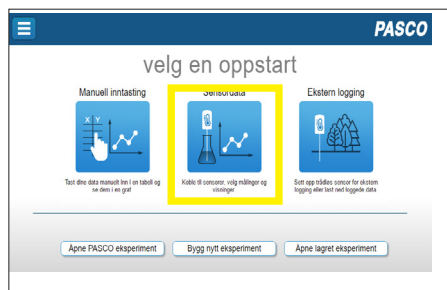 PASCO
velg en oppstart
Manuell inntasting
Sensordata
Ekstern logging
X Y
Tast dine data manuelt inn i en tabell og
se dem i en graf
Koble til sensorer, velg målinger og
visninger
Sett opp trådløs sensor for ekstern
logging eller last ned loggede data
Åpne PASCO eksperiment
Bygg nytt eksperiment
Åpne lagret eksperiment